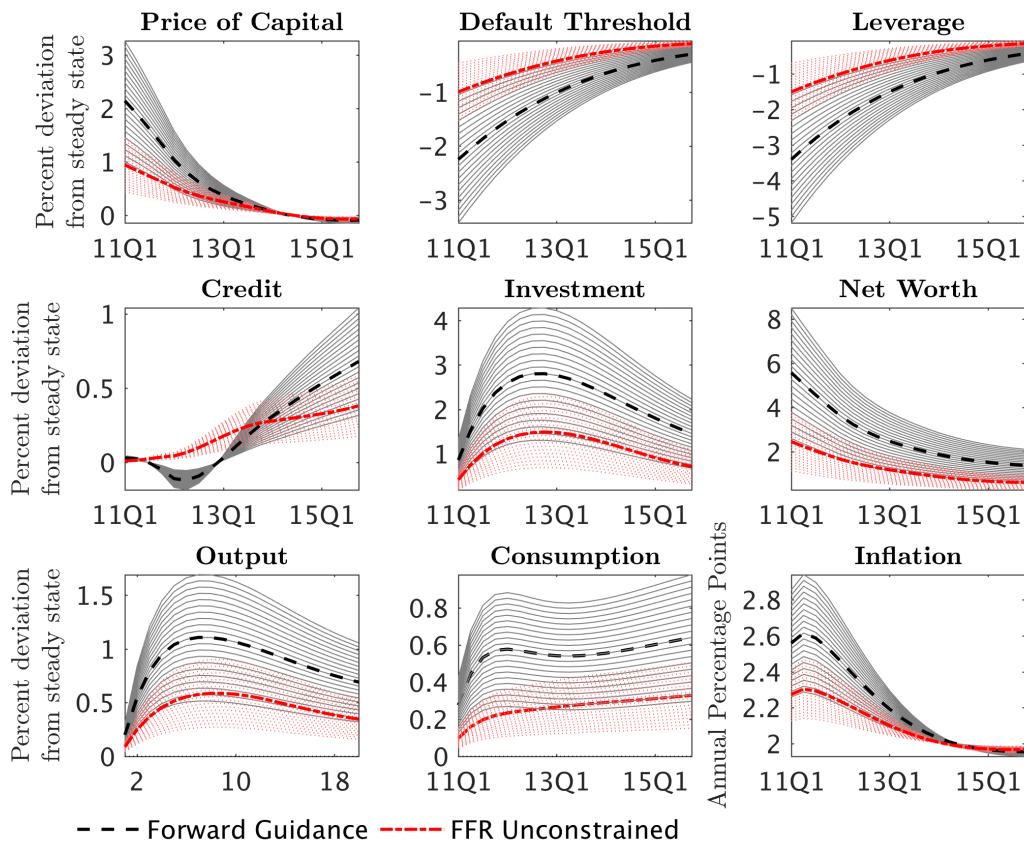 Price of Capital
Default Threshold
Leverage
Percent deviation
from steady state
3
2
1
0
11Q1
13Q1
15Q1
−1
−2
−3
11Q1
13Q1
15Q1
−1
−2
−3
−4
−5
11Q1
13Q1
15Q1
Credit
Investment
Net Worth
Percent deviation
from steady state
1
0.5
0
11Q1
13Q1
15Q1
4
3
2
1
11Q1
13Q1
15Q1
8
6
4
2
11Q1
13Q1
15Q1
Output
Consumption
Inflation
Percent deviation
from steady state
1.5
1
0.5
0
2
10
18
0.8
0.6
0.4
0.2
0
11Q1
13Q1
15Q1
Annual Percentage Points
2.8
2.6
2.4
2.2
2
11Q1
13Q1
15Q1
Forward Guidance
FFR Unconstrained